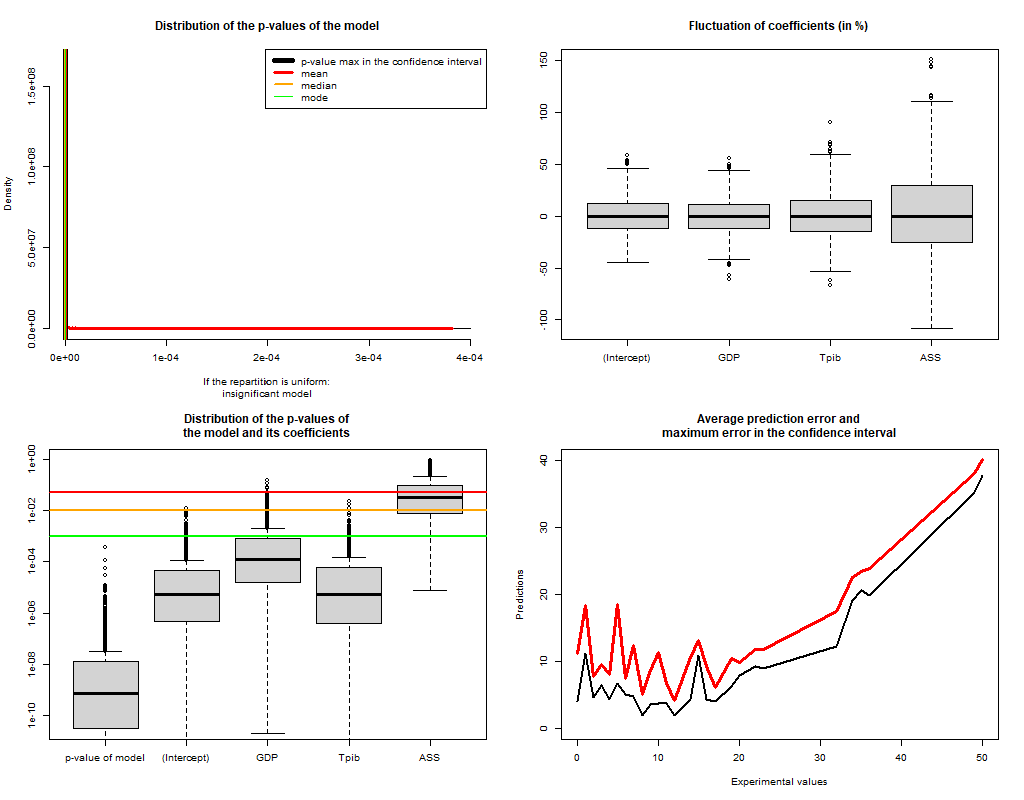 Distribution of the p-values of the model
p-value max in the confidence interval
mean
median
mode
Density
0.0e+00
5.0e+07
1.0e+08
1.5e+08
0e+00
1e-04
2e-04
3e-04
4e-04
If the repartition is uniform:
insignificant model
Fluctuation of coefficients (in %)
150
100
50
0
-50
-100
(Intercept)
GDP
Tpib
ASS
Distribution of the p-values of
the model and its coefficients
1e+00
1e-02
1e-04
1e-06
1e-08
1e-10
p-value of model
(Intercept)
GDP
Tpib
ASS
Average prediction error and
maximum error in the confidence interval
Predictions
40
30
20
10
0
0
10
20
30
40
50
Experimental values